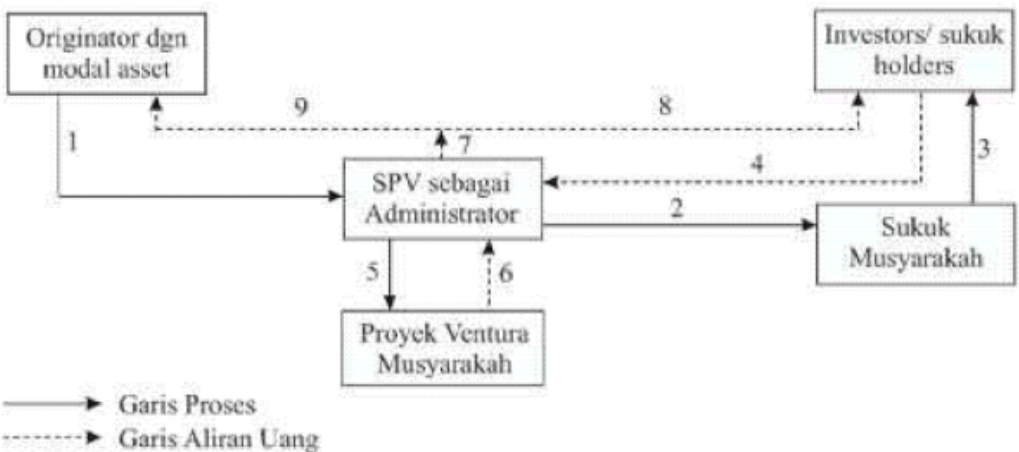 Originator dgn
modal asset
Investors/ sukuk
holders
9
8
1
7
4
3
SPV sebagai
Administrator
2
Sukuk
Musyarakah
5
6
Proyek Ventura
Musyarakah
Garis Proses
Garis Aliran Uang